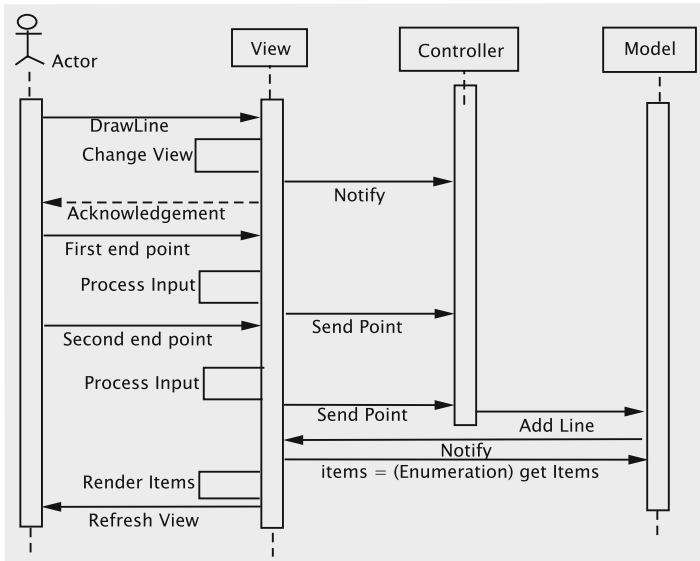 Actor
View
Controller
Model
DrawLine
Change View
Notify
Acknowledgement
First end point
Process Input
Send Point
Second end point
Process Input
Send Point
Add Line
Notify
items = (Enumeration) get Items
Render Items
Refresh View